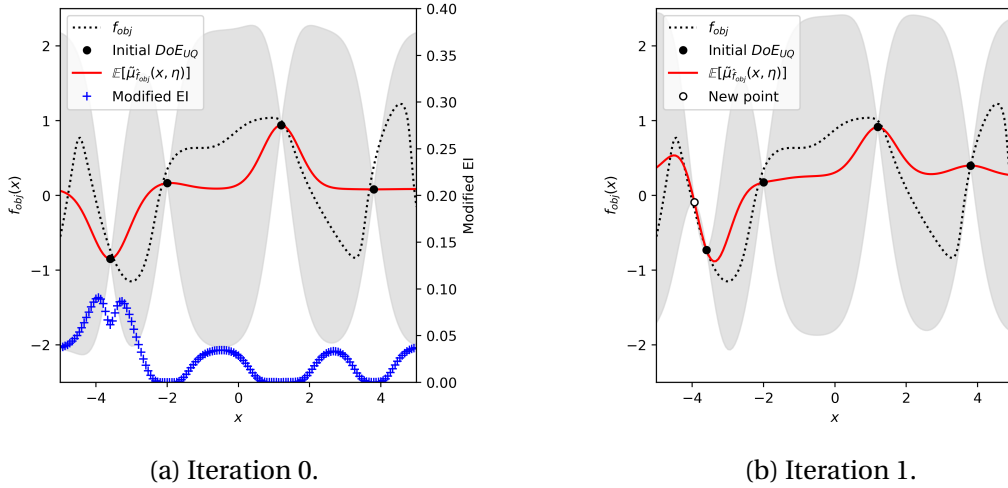 f_obj
Initial DoE_UQ
𝔼[μ̃_f̂obj(x, η)]
Modified EI
2
1
0
−1
−2
f_obj(x)
0.40
0.35
0.30
0.25
0.20
0.15
0.10
0.05
0.00
Modified EI
−4 −2 0 2 4
x
(a) Iteration 0.
f_obj
Initial DoE_UQ
𝔼[μ̃_f̂obj(x, η)]
New point
2
1
0
−1
−2
f_obj(x)
−4 −2 0 2 4
x
(b) Iteration 1.